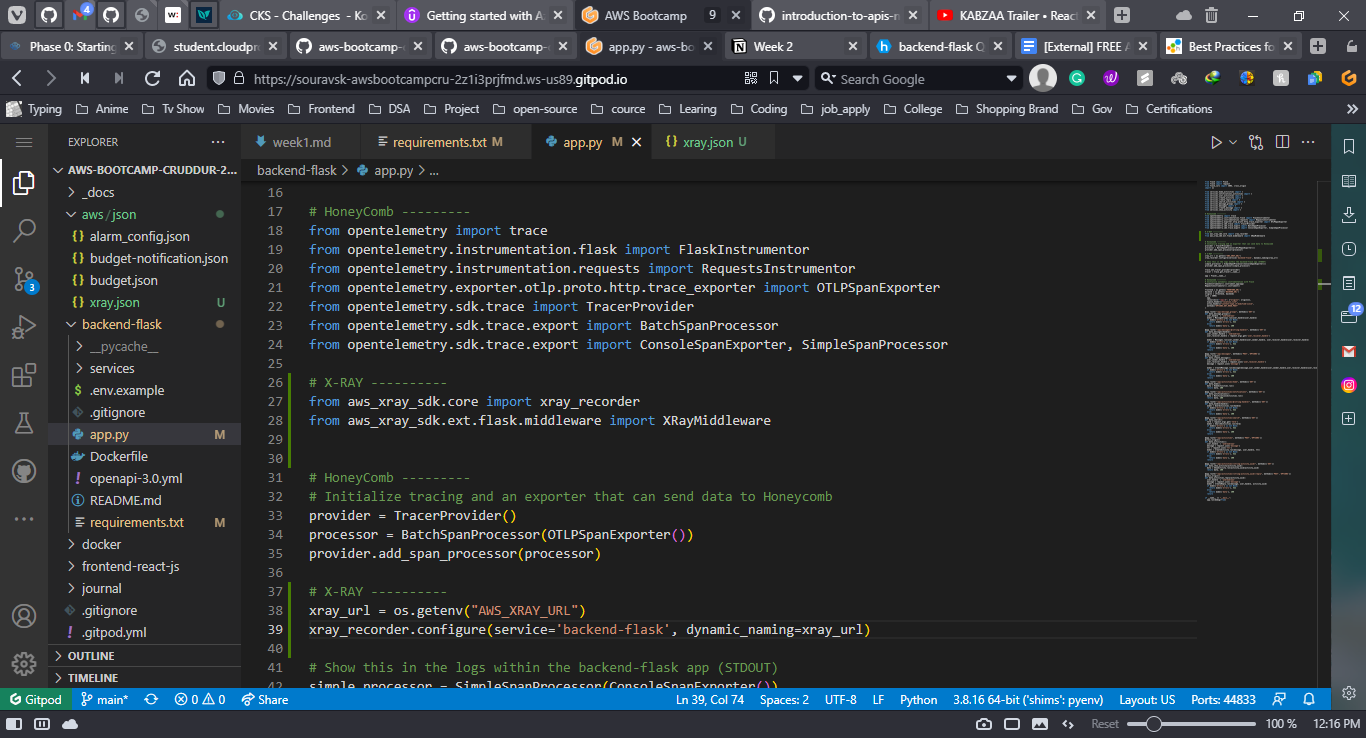 4
CKS - Challenges - Ko
Getting started with A
AWS Bootcamp 9
introduction-to-apis-n
KABZAA Trailer • Reac
Phase 0: Starting
student.cloudpr
aws-bootcamp-c
aws-bootcamp-
app.py - aws-bo
Week 2
backend-flask Q
[External] FREE A
Best Practices fo
https://souravsk-awsbootcampcru-2z1i3prjfmd.ws-us89.gitpod.io
Search Google
Typing
Anime
Tv Show
Movies
Frontend
DSA
Project
open-source
cource
Learing
Coding
job_apply
College
Shopping Brand
Gov
Certifications
EXPLORER
week1.md
requirements.txt M
app.py M
xray.json U
backend-flask > app.py > ...
AWS-BOOTCAMP-CRUDDUR-2...
_docs
aws/json
alarm_config.json
budget-notification.json
budget.json
xray.json U
backend-flask
__pycache__
services
.env.example
.gitignore
app.py M
Dockerfile
openapi-3.0.yml
README.md
requirements.txt M
docker
frontend-react-js
journal
.gitignore
.gitpod.yml
OUTLINE
TIMELINE
3
16
17 # HoneyComb ---------
18 from opentelemetry import trace
19 from opentelemetry.instrumentation.flask import FlaskInstrumentor
20 from opentelemetry.instrumentation.requests import RequestsInstrumentor
21 from opentelemetry.exporter.otlp.proto.http.trace_exporter import OTLPSpanExporter
22 from opentelemetry.sdk.trace import TracerProvider
23 from opentelemetry.sdk.trace.export import BatchSpanProcessor
24 from opentelemetry.sdk.trace.export import ConsoleSpanExporter, SimpleSpanProcessor
25
26 # X-RAY ----------
27 from aws_xray_sdk.core import xray_recorder
28 from aws_xray_sdk.ext.flask.middleware import XRayMiddleware
29
30
31 # HoneyComb ---------
32 # Initialize tracing and an exporter that can send data to Honeycomb
33 provider = TracerProvider()
34 processor = BatchSpanProcessor(OTLPSpanExporter())
35 provider.add_span_processor(processor)
36
37 # X-RAY ----------
38 xray_url = os.getenv("AWS_XRAY_URL")
39 xray_recorder.configure(service='backend-flask', dynamic_naming=xray_url)
40
41 # Show this in the logs within the backend-flask app (STDOUT)
42 simple_processor = SimpleSpanProcessor(ConsoleSpanExporter())
12
Gitpod
main*
0 0
Share
Ln 39, Col 74
Spaces: 2
UTF-8
LF
Python
3.8.16 64-bit ('shims': pyenv)
Layout: US
Ports: 44833
Reset
100 %
12:16 PM